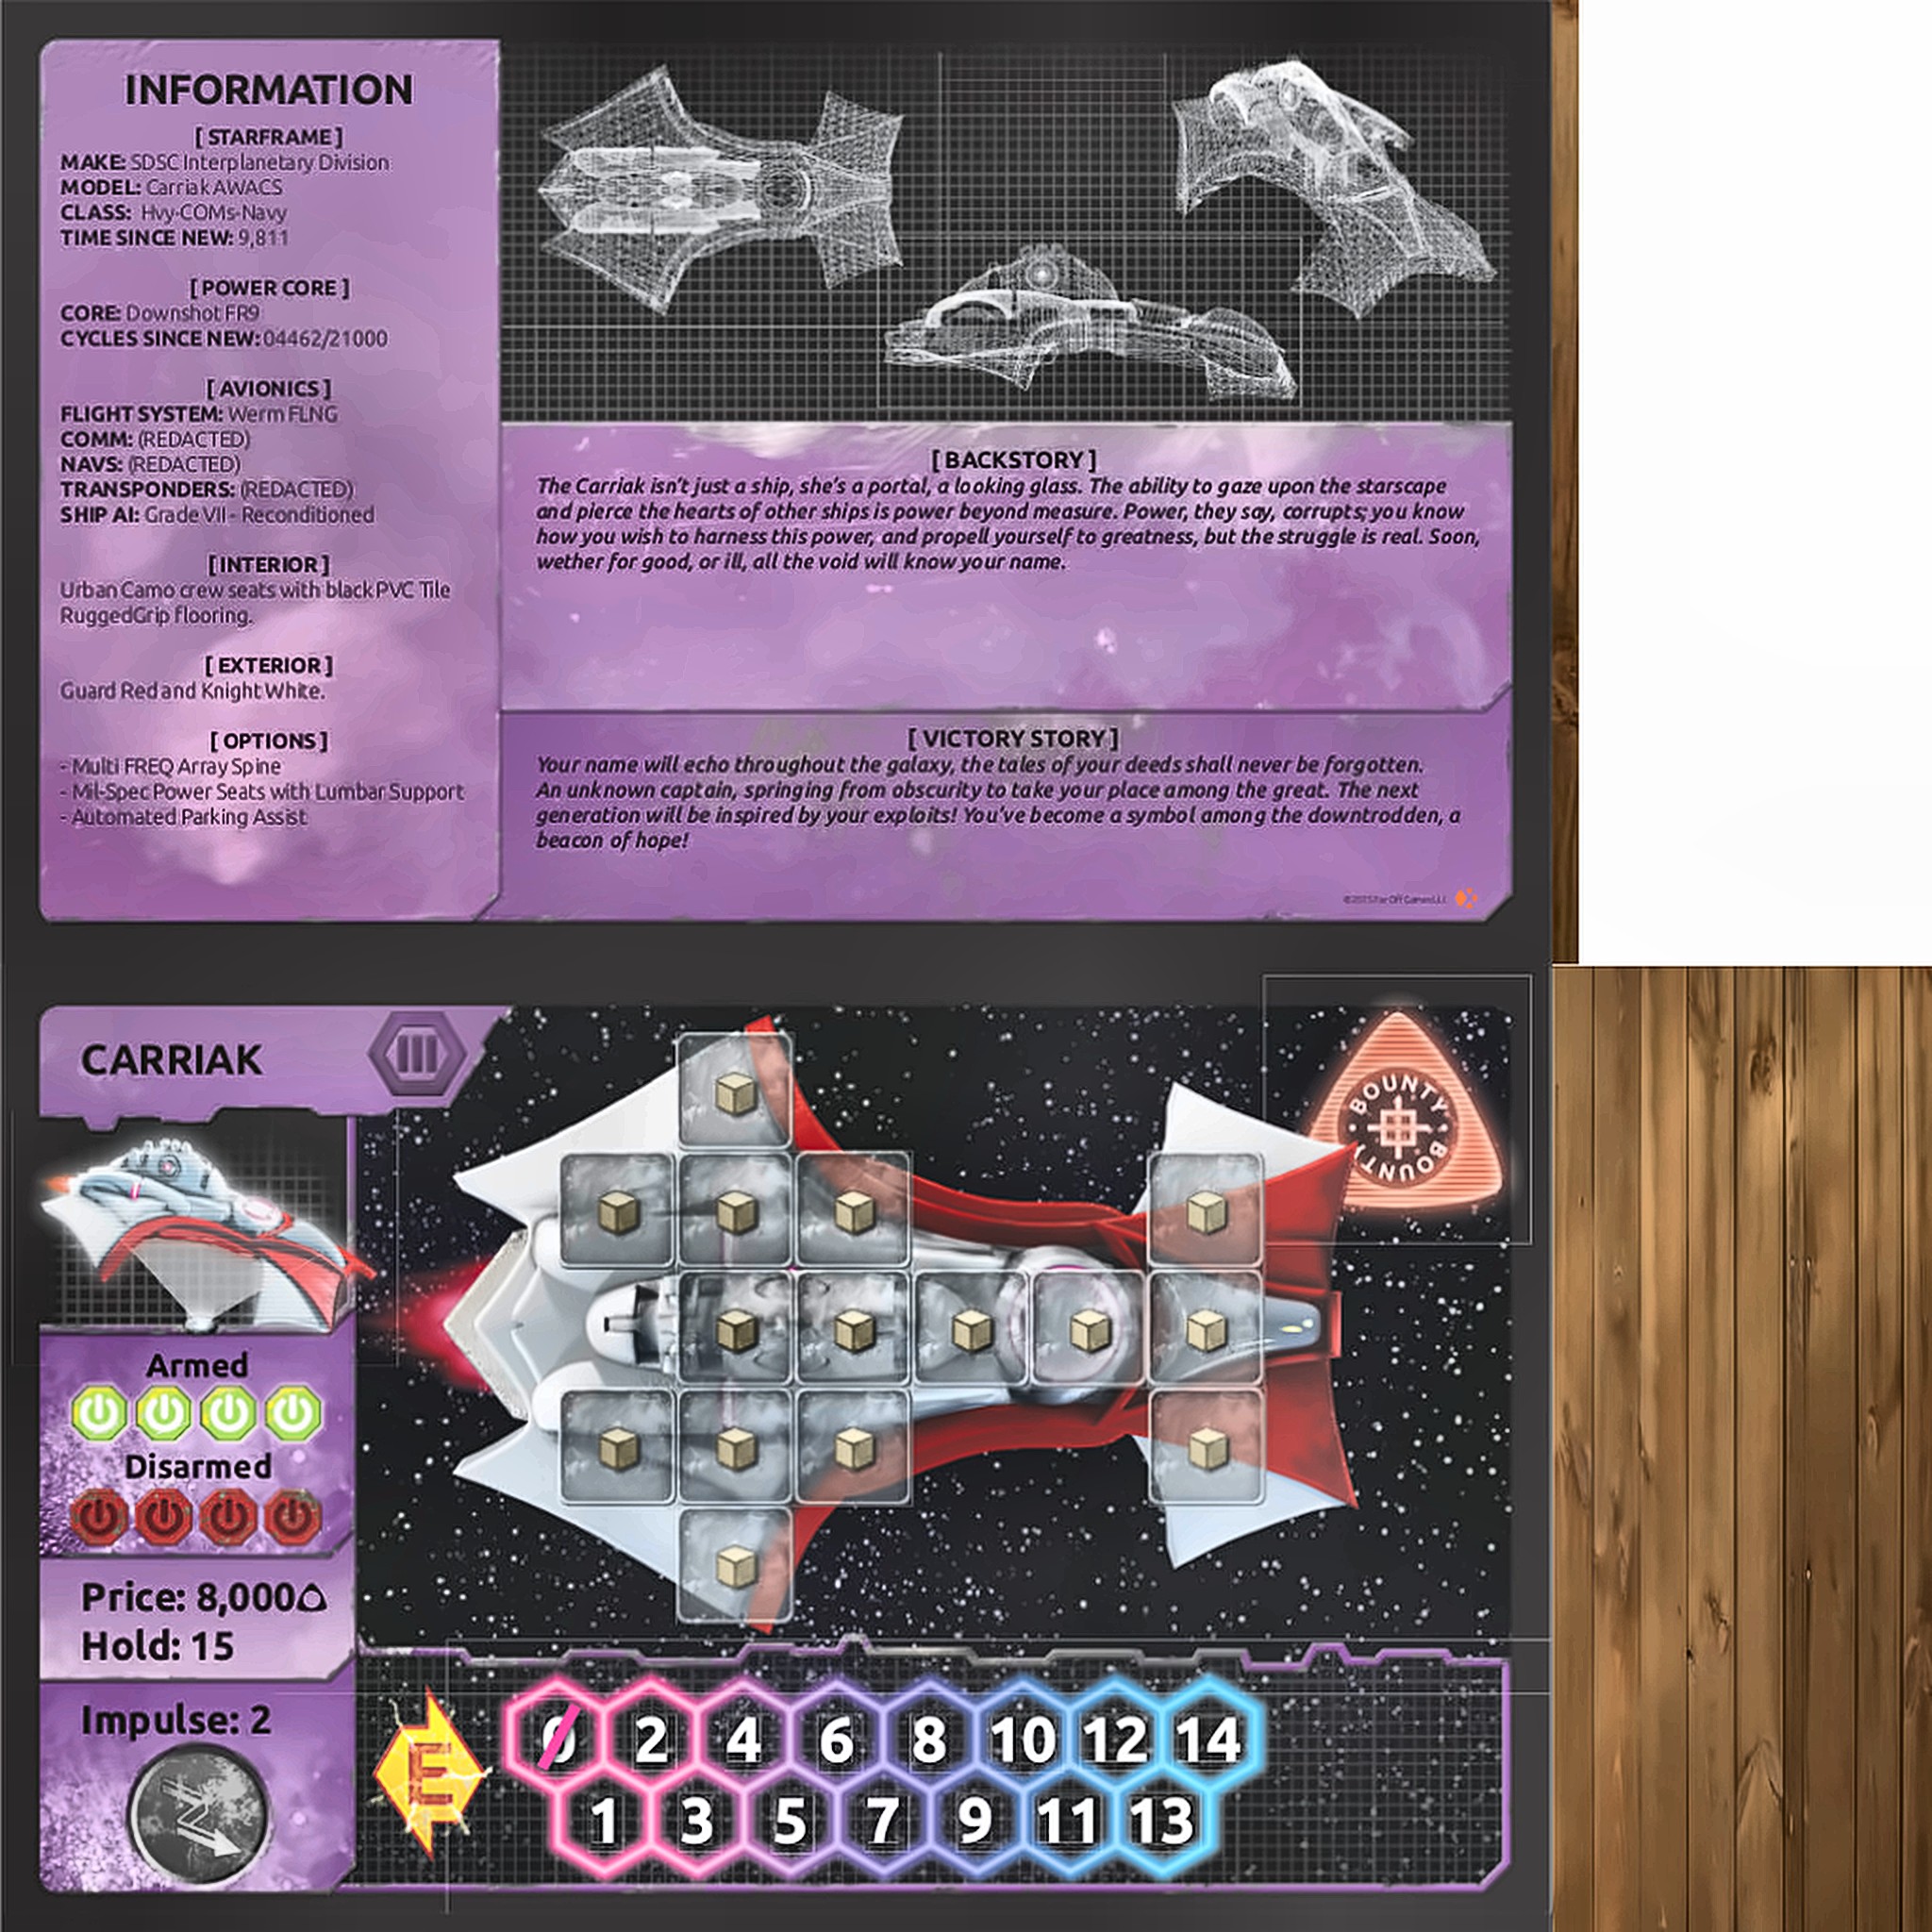 INFORMATION
[ STARFRAME ]
MAKE: SDSC Interplanetary Division
MODEL: Carriak AWACS
CLASS: Hvy-COMs-Navy
TIME SINCE NEW: 9,811
[ POWER CORE ]
CORE: Downshot FR9
CYCLES SINCE NEW: 04462/21000
[ AVIONICS ]
FLIGHT SYSTEM: Werm FLNG
COMM: (REDACTED)
NAVS: (REDACTED)
TRANSPONDERS: (REDACTED)
SHIP AI: Grade VII - Reconditioned
[INTERIOR ]
Urban Camo crew seats with black PVC Tile
RuggedGrip flooring.
[ EXTERIOR ]
Guard Red and Knight White.
[ OPTIONS ]
- Multi FREQ Array Spine
- Mil-Spec Power Seats with Lumbar Support
- Automated Parking Assist
[ BACKSTORY ]
The Carriak isn't just a ship, she's a portal, a looking glass. The ability to gaze upon the starscape
and pierce the hearts of other ships is power beyond measure. Power, they say, corrupts; you know
how you wish to harness this power, and propell yourself to greatness, but the struggle is real. Soon,
wether for good, or ill, all the void will know your name.
[ VICTORY STORY ]
Your name will echo throughout the galaxy, the tales of your deeds shall never be forgotten.
An unknown captain, springing from obscurity to take your place among the great. The next
generation will be inspired by your exploits! You've become a symbol among the downtrodden, a
beacon of hope!
©2015 Far Off Games LLC
CARRIAK
III
BOUNTY
BOUNTY
Armed
Disarmed
Price: 8,000
Hold: 15
Impulse: 2
N
E
0 2 4 6 8 10 12 14
1 3 5 7 9 11 13